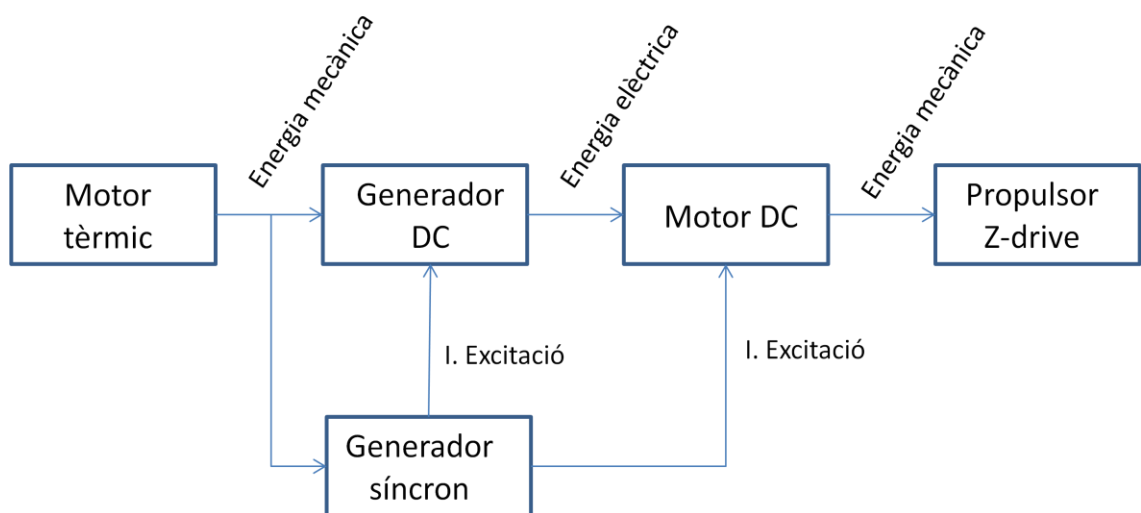 Energia mecànica
Energia elèctrica
Energia mecànica
Motor
tèrmic
Generador
DC
Motor DC
Propulsor
Z-drive
I. Excitació
I. Excitació
Generador
síncron